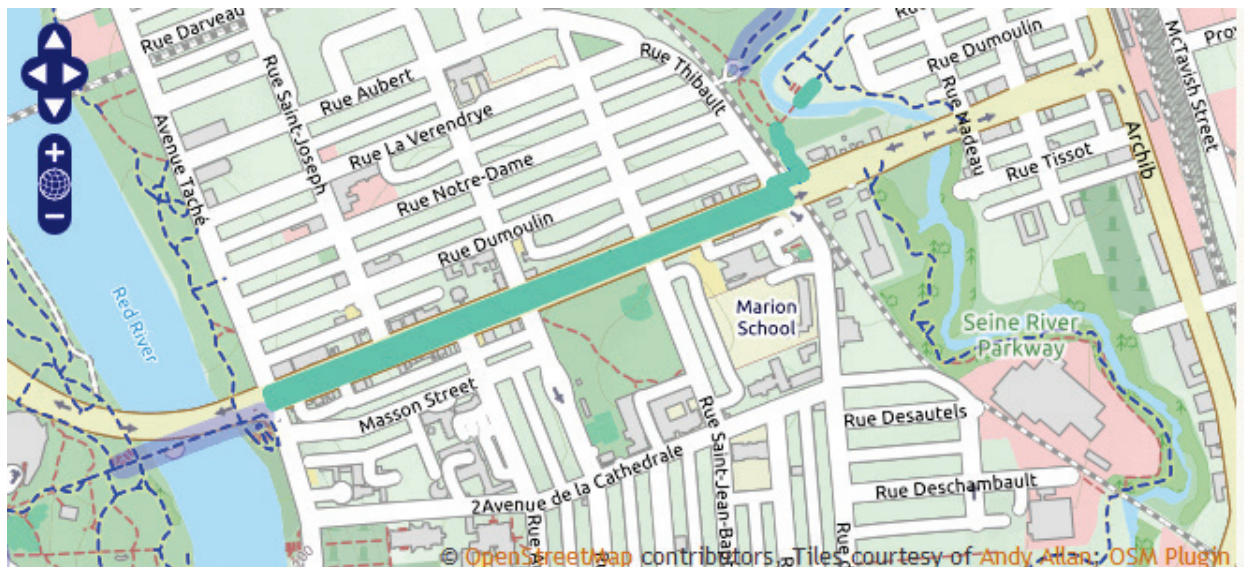 Rue Darveau
Rue Saint-Joseph
Rue Aubert
Rue Thibault
Rue Dumoulin
McTavish Street
Avenue Taché
Rue La Verendrye
Rue Madeau
Archib
Rue Notre-Dame
Rue Tissot
Rue Dumoulin
Red River
Marion
School
Seine River
Parkway
Masson Street
Rue Desautels
2Avenue de la Cathedrale
Rue Saint-Jean-Ba
Rue Deschambault
© OpenStreetMap contributors, Tiles courtesy of Andy Allan; OSM Plugin